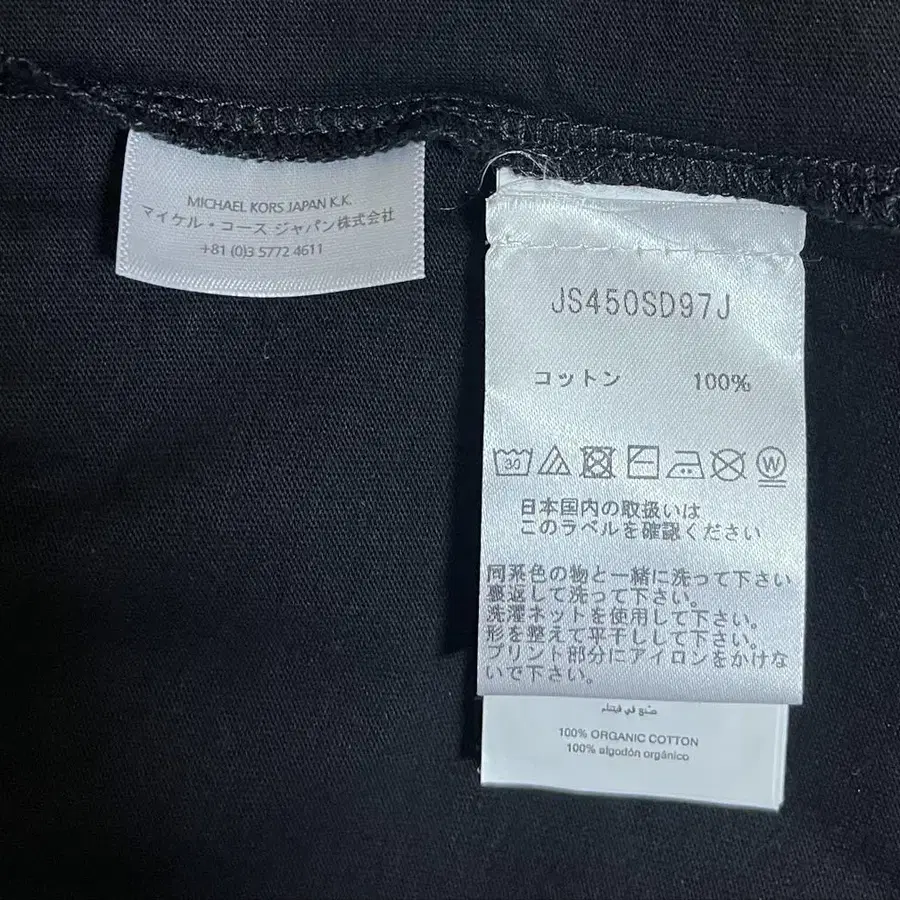 MICHAEL KORS JAPAN K.K.
マイケル・コース ジャパン株式会社
+81 (0)3 5772 4611
JS450SD97J
コットン 100%
30
W
日本国内の取扱いは
このラベルを確認ください
同系色の物と一緒に洗って下さい
裏返して洗って下さい。
洗濯ネットを使用して下さい。
形を整えて平干しして下さい。
プリント部分にアイロンをかけな
いで下さい。
صنع في فيتنام
100% ORGANIC COTTON
100% algodón orgánico